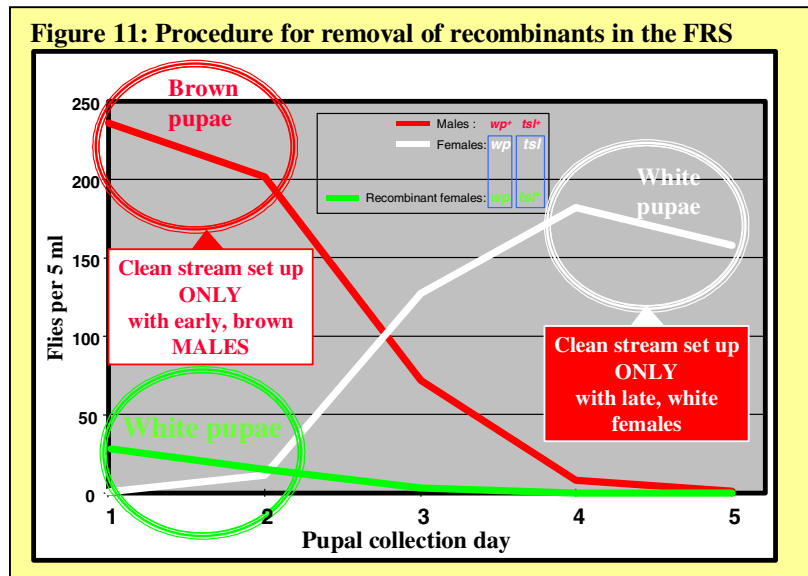 Figure 11: Procedure for removal of recombinants in the FRS
Brown
pupae
Males : wp⁺ tsl⁺
Females: wp tsl
Recombinant females: wp tsl⁺
White
pupae
Clean stream set up
ONLY
with early, brown
MALES
Clean stream set up
ONLY
with late, white
females
White pupae
Flies per 5 ml
250
200
150
100
50
0
1 2 3 4 5
Pupal collection day